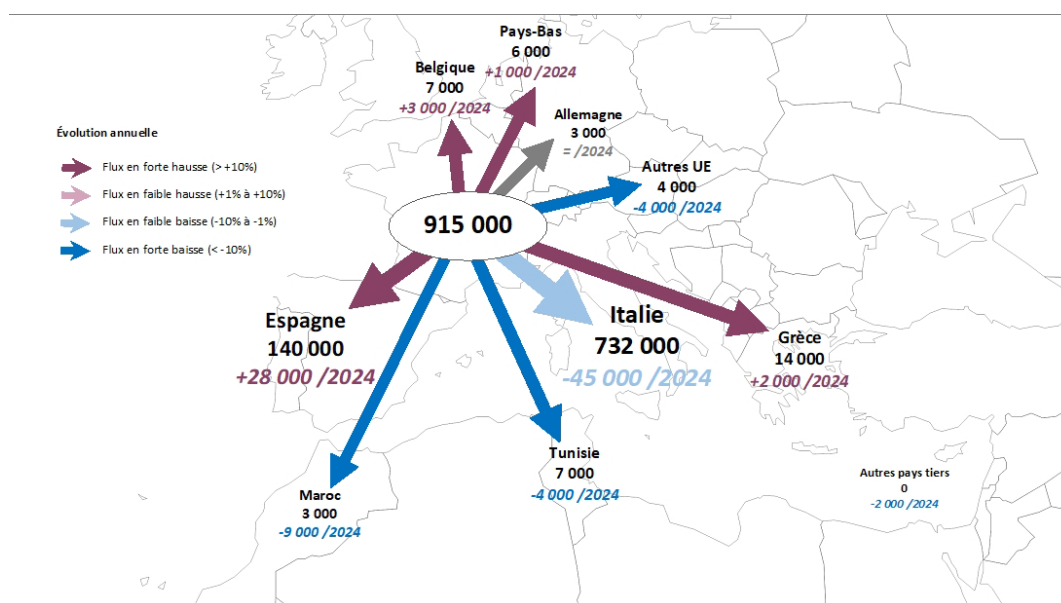 Pays-Bas
6 000
+1 000 /2024
Belgique
7 000
+3 000 /2024
Allemagne
3 000
= /2024
Évolution annuelle
Flux en forte hausse (> +10%)
Flux en faible hausse (+1% à +10%)
Flux en faible baisse (-10% à -1%)
Flux en forte baisse (< -10%)
Autres UE
4 000
-4 000 /2024
915 000
Espagne
140 000
+28 000 /2024
Italie
732 000
-45 000 /2024
Grèce
14 000
+2 000 /2024
Tunisie
7 000
-4 000 /2024
Maroc
3 000
-9 000 /2024
Autres pays tiers
0
-2 000 /2024